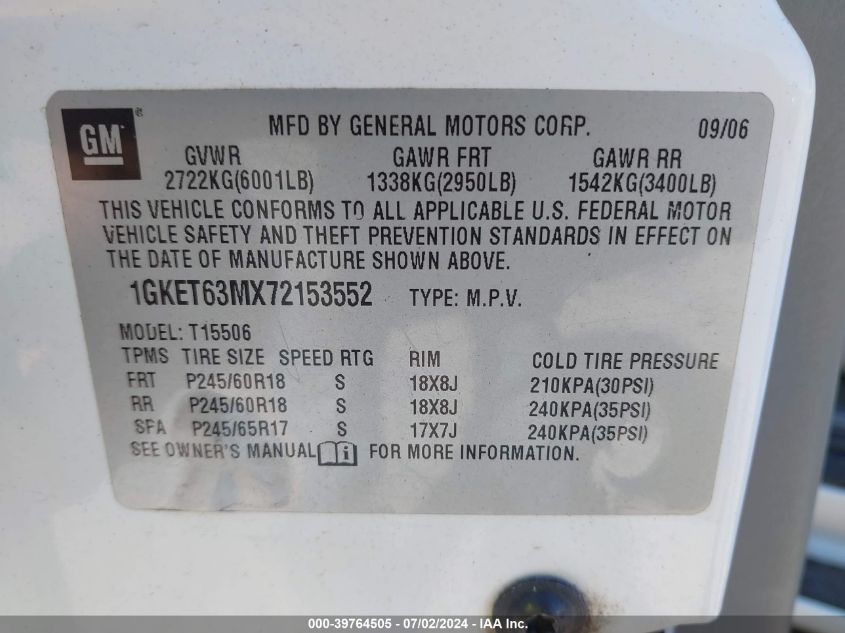 GM ®
MFD BY GENERAL MOTORS CORP. 09/06
GVWR GAWR FRT GAWR RR
2722KG(6001LB) 1338KG(2950LB) 1542KG(3400LB)
THIS VEHICLE CONFORMS TO ALL APPLICABLE U.S. FEDERAL MOTOR
VEHICLE SAFETY AND THEFT PREVENTION STANDARDS IN EFFECT ON
THE DATE OF MANUFACTURE SHOWN ABOVE.
1GKET63MX72153552 TYPE: M.P.V.
MODEL: T15506
TPMS TIRE SIZE SPEED RTG RIM COLD TIRE PRESSURE
FRT P245/60R18 S 18X8J 210KPA(30PSI)
RR P245/60R18 S 18X8J 240KPA(35PSI)
SFA P245/65R17 S 17X7J 240KPA(35PSI)
SEE OWNER'S MANUAL i FOR MORE INFORMATION.
000-39764505 - 07/02/2024 - IAA Inc.